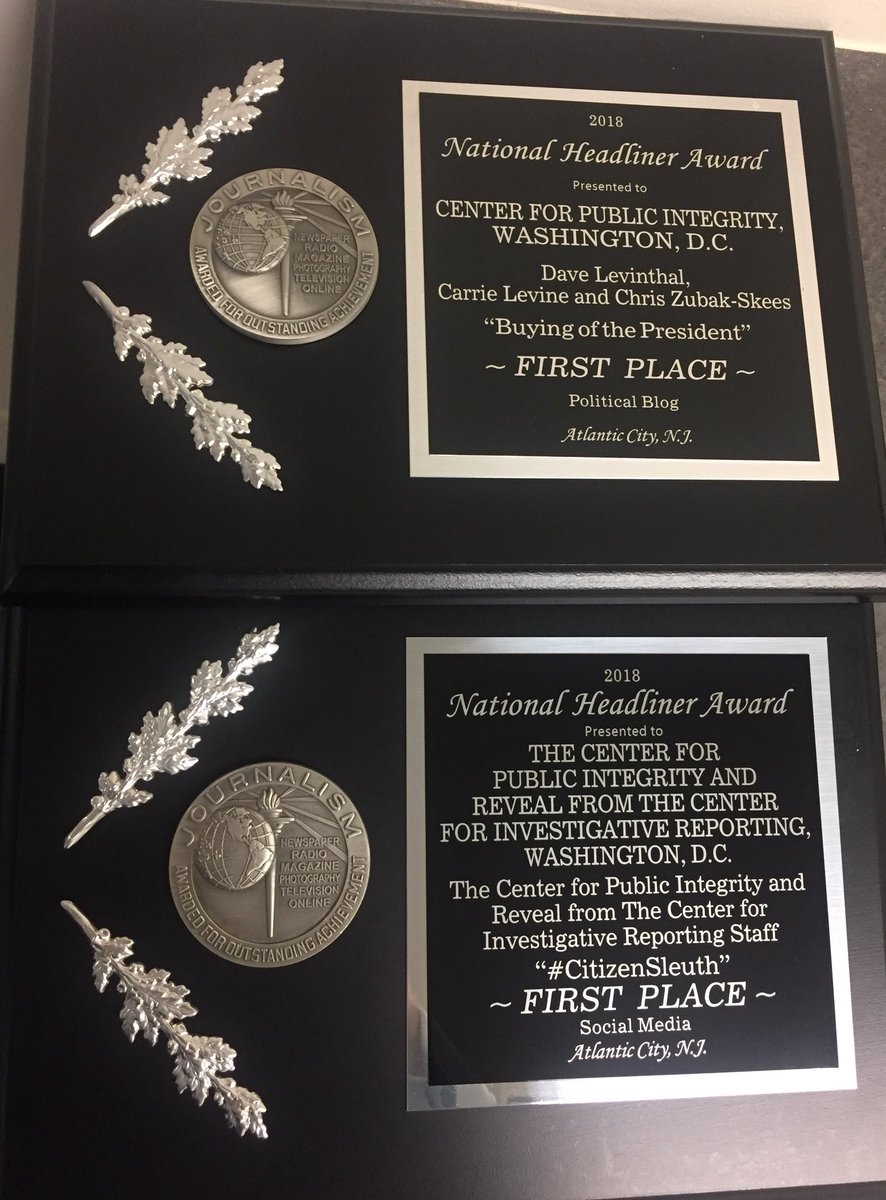 JOURNALISM
NEWSPAPER
RADIO
MAGAZINE
PHOTOGRAPHY
TELEVISION
ONLINE
AWARDED FOR OUTSTANDING ACHIEVEMENT
2018
National Headliner Award
Presented to
CENTER FOR PUBLIC INTEGRITY,
WASHINGTON, D.C.
Dave Levinthal,
Carrie Levine and Chris Zubak-Skees
“Buying of the President”
~ FIRST PLACE ~
Political Blog
Atlantic City, N.J.
JOURNALISM
NEWSPAPER
RADIO
MAGAZINE
PHOTOGRAPHY
TELEVISION
ONLINE
AWARDED FOR OUTSTANDING ACHIEVEMENT
2018
National Headliner Award
Presented to
THE CENTER FOR
PUBLIC INTEGRITY AND
REVEAL FROM THE CENTER
FOR INVESTIGATIVE REPORTING,
WASHINGTON, D.C.
The Center for Public Integrity and
Reveal from The Center for
Investigative Reporting Staff
“#CitizenSleuth”
~ FIRST PLACE ~
Social Media
Atlantic City, N.J.